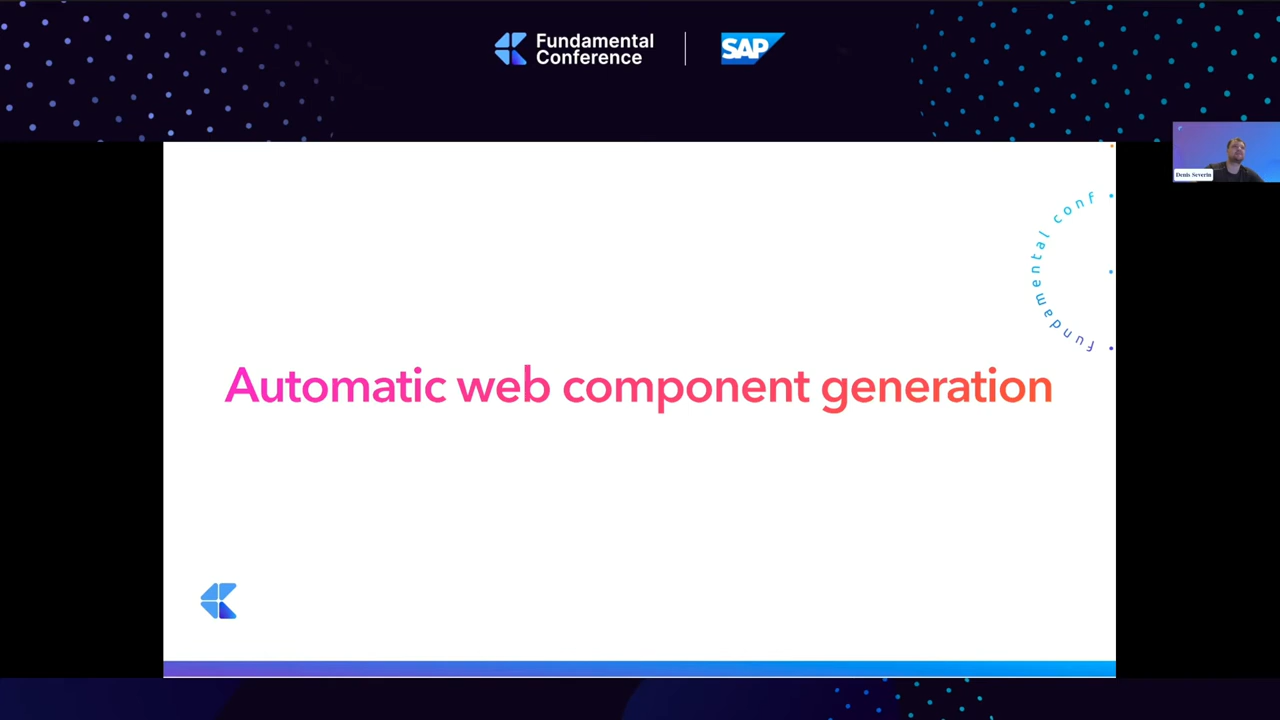 Fundamental
Conference
SAP
Denis Severin
fundamental conf
Automatic web component generation